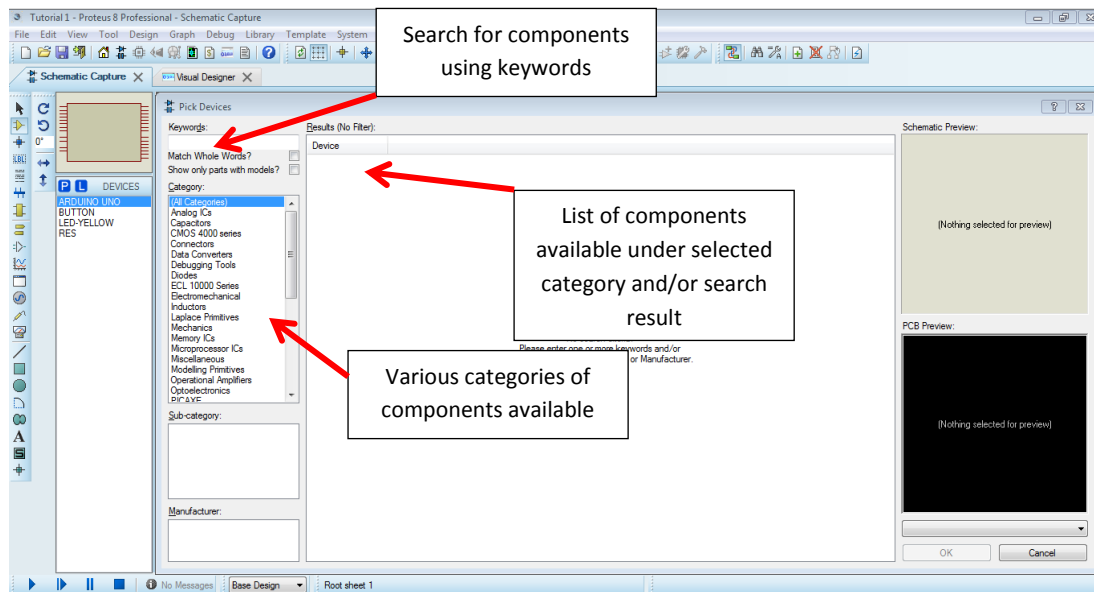 Tutorial 1 - Proteus 8 Professional - Schematic Capture
File Edit View Tool Design Graph Debug Library Template System
Schematic Capture
Visual Designer
Search for components
using keywords
Pick Devices
0°
LBL
P L DEVICES
ARDUINO UNO
BUTTON
LED-YELLOW
RES
A
S
Keywords:
Match Whole Words?
Show only parts with models?
Category:
(All Categories)
Analog ICs
Capacitors
CMOS 4000 series
Connectors
Data Converters
Debugging Tools
Diodes
ECL 10000 Series
Electromechanical
Inductors
Laplace Primitives
Mechanics
Memory ICs
Microprocessor ICs
Miscellaneous
Modelling Primitives
Operational Amplifiers
Optoelectronics
PICAXE
Sub-category:
Manufacturer:
Results (No Filter):
Device
List of components
available under selected
category and/or search
result
Please enter one or more keywords and/or
or Manufacturer.
Various categories of
components available
Schematic Preview:
(Nothing selected for preview)
PCB Preview:
(Nothing selected for preview)
OK Cancel
No Messages Base Design Root sheet 1